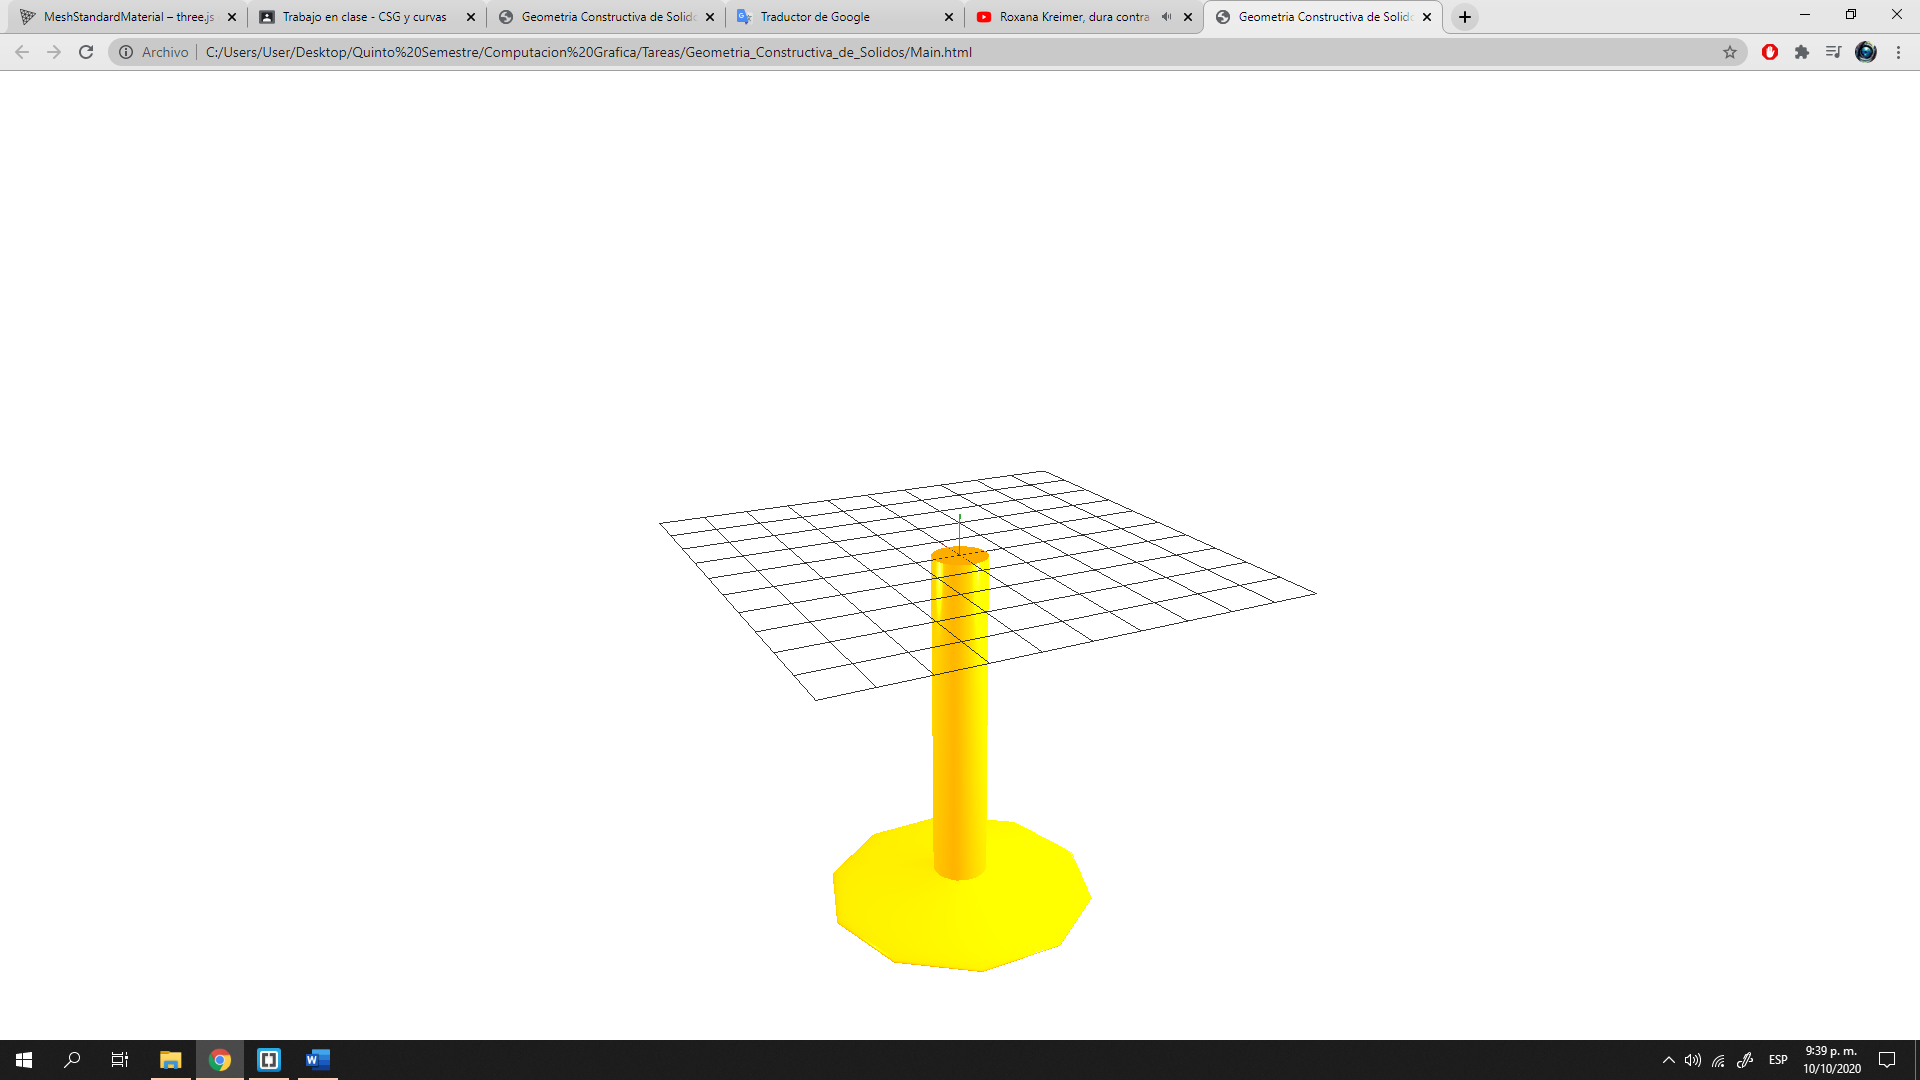 MeshStandardMaterial – three.js
Trabajo en clase - CSG y curvas
Geometria Constructiva de Solido
Traductor de Google
Roxana Kreimer, dura contra
Geometria Constructiva de Solido
Archivo
C:/Users/User/Desktop/Quinto%20Semestre/Computacion%20Grafica/Tareas/Geometria_Constructiva_de_Solidos/Main.html
ESP
9:39 p. m.
10/10/2020